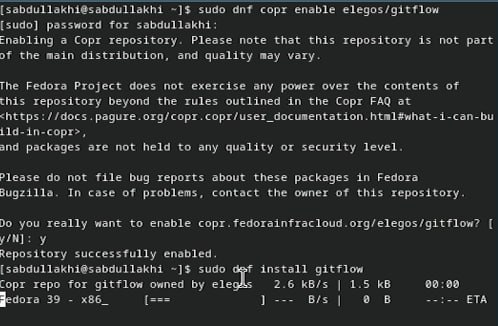 [sabdullakhi@sabdullakhi ~]$ sudo dnf copr enable elegos/gitflow
[sudo] password for sabdullakhi:
Enabling a Copr repository. Please note that this repository is not part
of the main distribution, and quality may vary.
The Fedora Project does not exercise any power over the contents of
this repository beyond the rules outlined in the Copr FAQ at
<https://docs.pagure.org/copr.copr/user_documentation.html#what-i-can-bu
ild-in-copr>,
and packages are not held to any quality or security level.
Please do not file bug reports about these packages in Fedora
Bugzilla. In case of problems, contact the owner of this repository.
Do you really want to enable copr.fedorainfracloud.org/elegos/gitflow? [
y/N]: y
Repository successfully enabled.
[sabdullakhi@sabdullakhi ~]$ sudo dnf install gitflow
Copr repo for gitflow owned by elegos   2.6 kB/s | 1.5 kB     00:00
Fedora 39 - x86_     [===            ] ---  B/s |   0  B     --:-- ETA